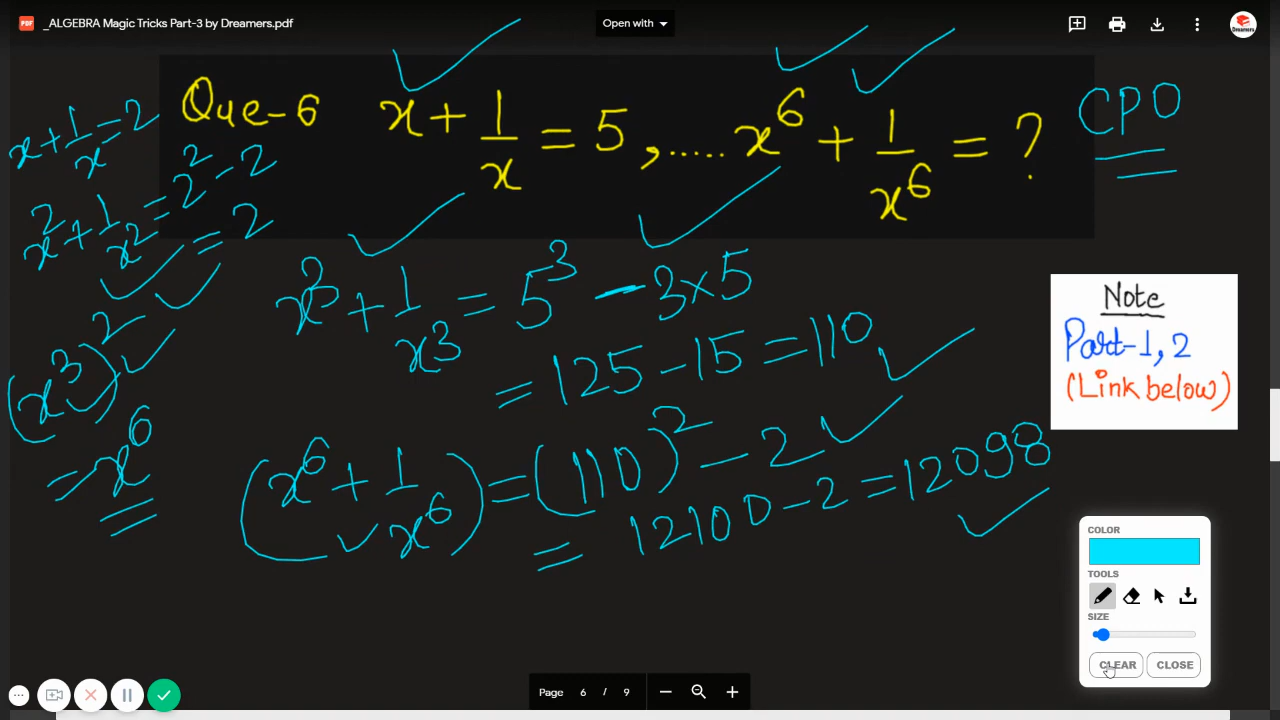 _ALGEBRA Magic Tricks Part-3 by Dreamers.pdf
Open with
Dreamers
Que-6 x + 1/x = 5, ..... x^6 + 1/x^6 = ?
CPO
x + 1/x = 2
x^2 + 1/x^2 = 2^2 - 2
= 2
(x^3)^2
= x^6
x^3 + 1/x^3 = 5^3 - 3×5
= 125 - 15 = 110
(x^6 + 1/x^6) = (110)^2 - 2
= 12100 - 2 = 12098
Note
Part-1, 2
(Link below)
COLOR
TOOLS
SIZE
CLEAR CLOSE
Page 6 / 9